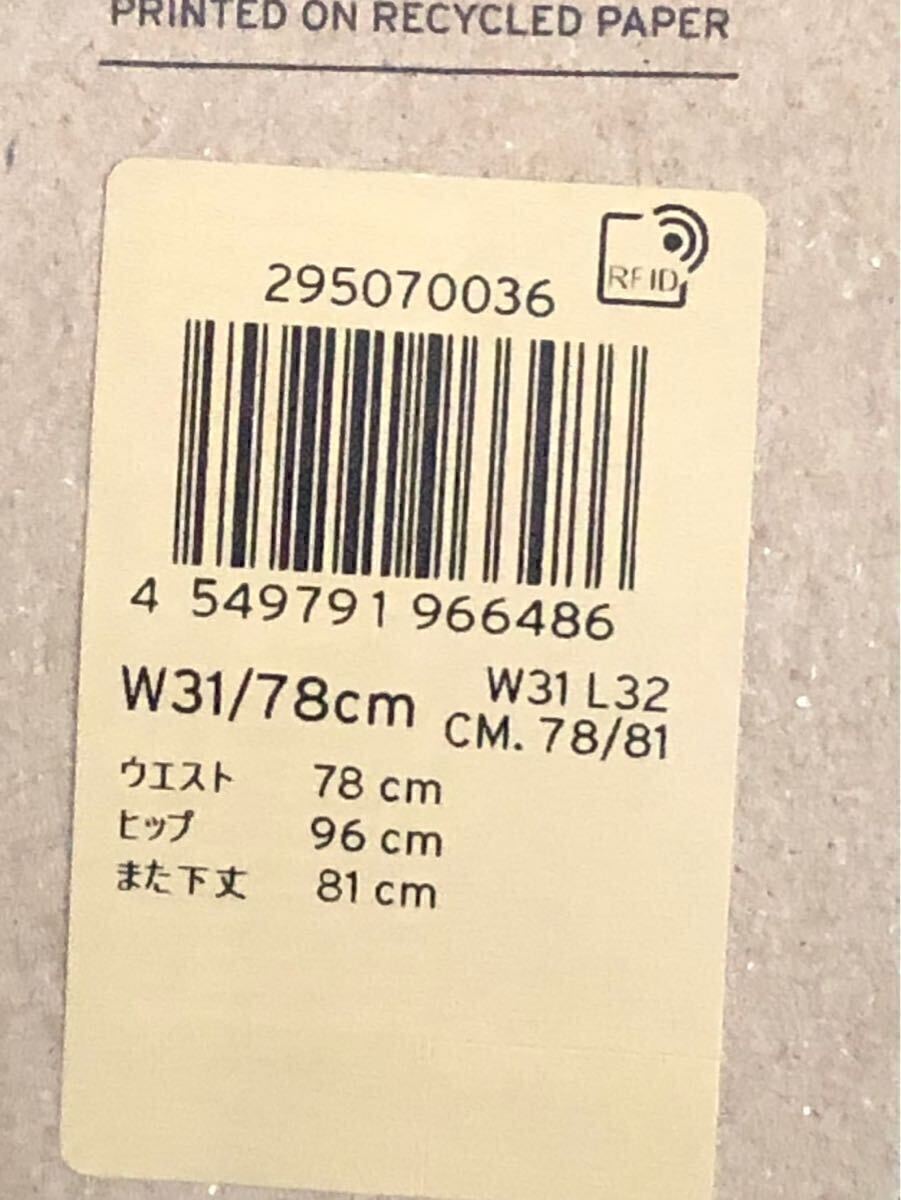 PRINTED ON RECYCLED PAPER
RFID
295070036
4 549791 966486
W31/78cm
W31 L32
CM. 78/81
ウエスト 78 cm
ヒップ 96 cm
また下丈 81 cm